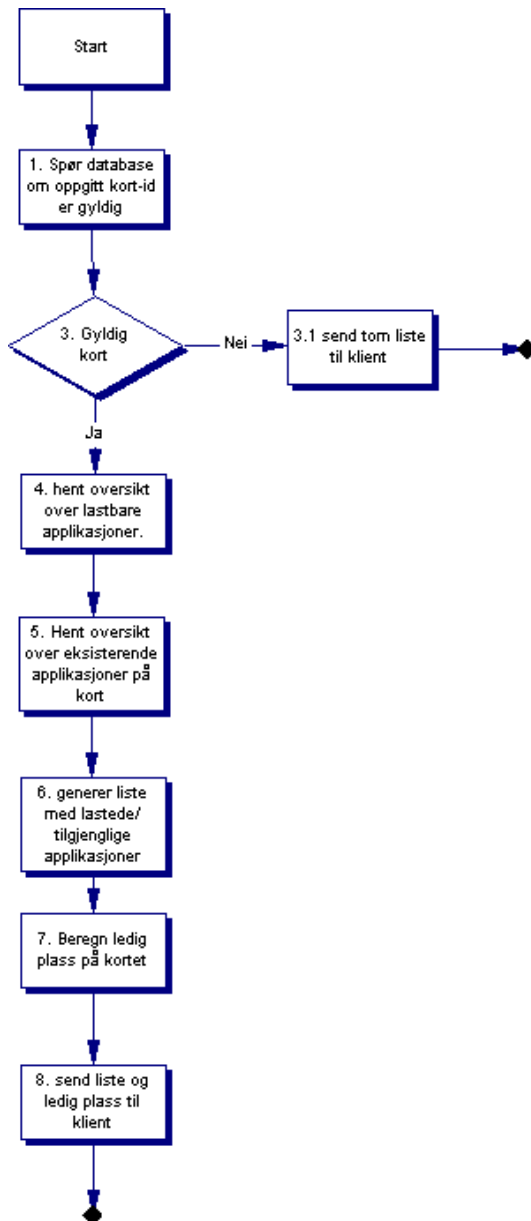 Start
1. Spør database
om oppgitt kort-id
er gyldig
3. Gyldig
kort
Nei
3.1 send tom liste
til klient
Ja
4. hent oversikt
over lastbare
applikasjoner.
5. Hent oversikt
over eksisterende
applikasjoner på
kort
6. generer liste
med lastede/
tilgjenglige
applikasjoner
7. Beregn ledig
plass på kortet
8. send liste og
ledig plass til
klient